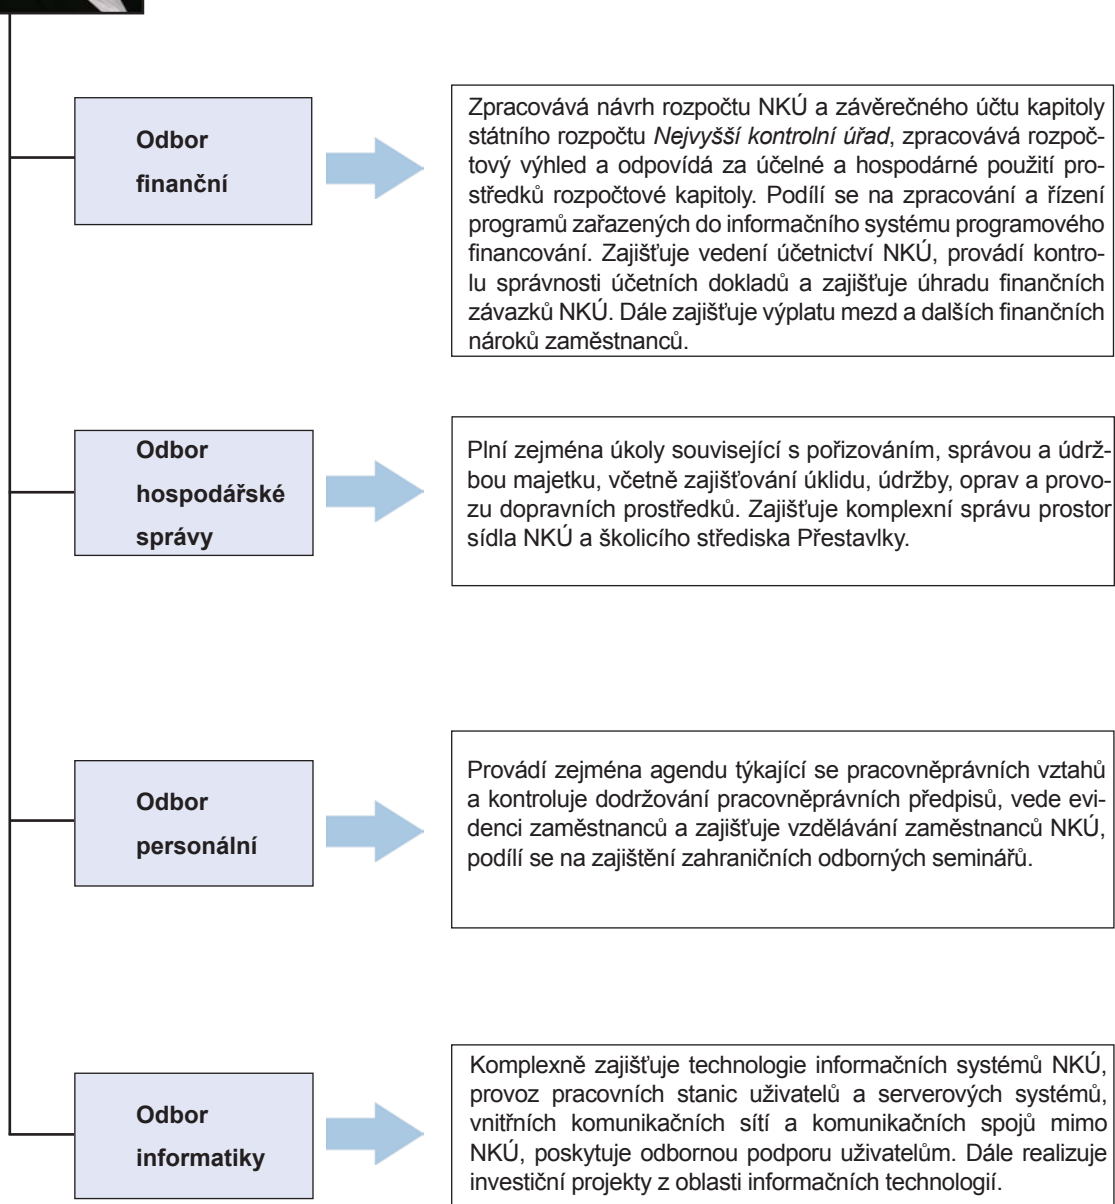 Odbor
finanční
Zpracovává návrh rozpočtu NKÚ a závěrečného účtu kapitoly
státního rozpočtu Nejvyšší kontrolní úřad, zpracovává rozpoč-
tový výhled a odpovídá za účelné a hospodárné použití pro-
středků rozpočtové kapitoly. Podílí se na zpracování a řízení
programů zařazených do informačního systému programového
financování. Zajišťuje vedení účetnictví NKÚ, provádí kontro-
lu správnosti účetních dokladů a zajišťuje úhradu finančních
závazků NKÚ. Dále zajišťuje výplatu mezd a dalších finančních
nároků zaměstnanců.
Odbor
hospodářské
správy
Plní zejména úkoly související s pořizováním, správou a údrž-
bou majetku, včetně zajišťování úklidu, údržby, oprav a provo-
zu dopravních prostředků. Zajišťuje komplexní správu prostor
sídla NKÚ a školicího střediska Přestavlky.
Odbor
personální
Provádí zejména agendu týkající se pracovněprávních vztahů
a kontroluje dodržování pracovněprávních předpisů, vede evi-
denci zaměstnanců a zajišťuje vzdělávání zaměstnanců NKÚ,
podílí se na zajištění zahraničních odborných seminářů.
Odbor
informatiky
Komplexně zajišťuje technologie informačních systémů NKÚ,
provoz pracovních stanic uživatelů a serverových systémů,
vnitřních komunikačních sítí a komunikačních spojů mimo
NKÚ, poskytuje odbornou podporu uživatelům. Dále realizuje
investiční projekty z oblasti informačních technologií.